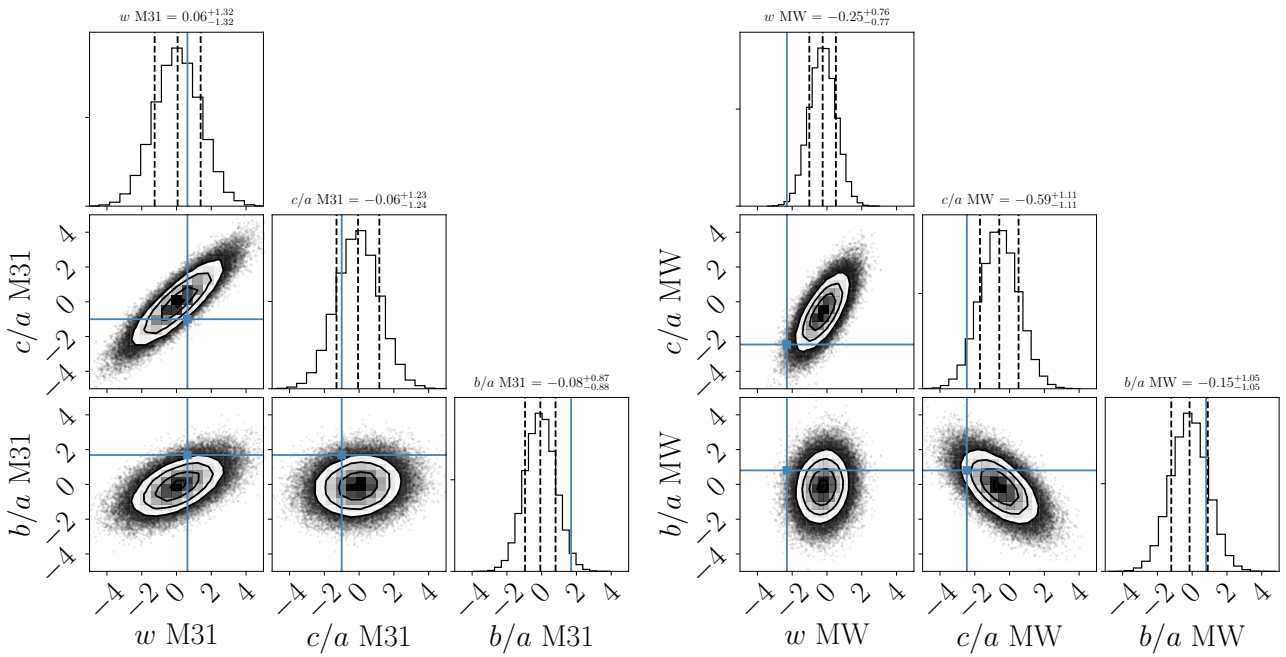 w M31 = 0.06 +1.32 −1.32
w MW = −0.25 +0.76 −0.77
c/a M31 = −0.06 +1.23 −1.24
c/a MW = −0.59 +1.11 −1.11
b/a M31 = −0.08 +0.87 −0.88
b/a MW = −0.15 +1.05 −1.05
c/a M31
4
2
0
−2
−4
c/a MW
4
2
0
−2
−4
b/a M31
4
2
0
−2
−4
b/a MW
4
2
0
−2
−4
−4 −2 0 2 4
−4 −2 0 2 4
−4 −2 0 2 4
−4 −2 0 2 4
−4 −2 0 2 4
−4 −2 0 2 4
w M31
c/a M31
b/a M31
w MW
c/a MW
b/a MW